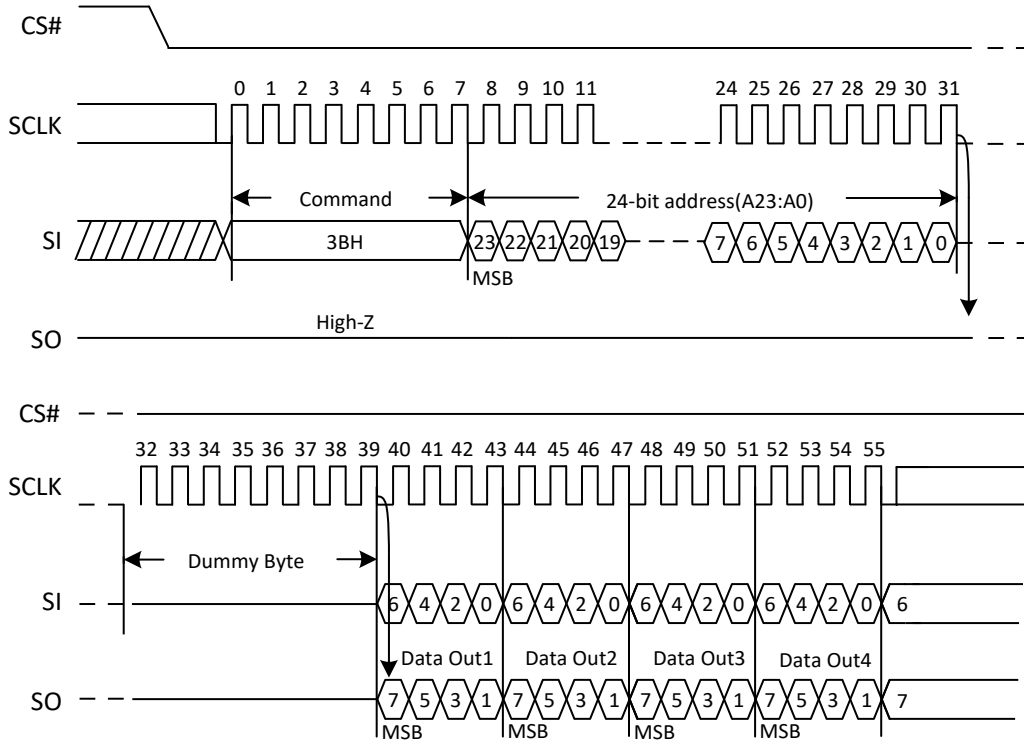 CS#
0 1 2 3 4 5 6 7 8 9 10 11 24 25 26 27 28 29 30 31
SCLK
Command 24-bit address(A23:A0)
SI 3BH 23 22 21 20 19 7 6 5 4 3 2 1 0
MSB
High-Z
SO
CS#
32 33 34 35 36 37 38 39 40 41 42 43 44 45 46 47 48 49 50 51 52 53 54 55
SCLK
Dummy Byte
SI 6 4 2 0 6 4 2 0 6 4 2 0 6 4 2 0 6
Data Out1 Data Out2 Data Out3 Data Out4
SO 7 5 3 1 7 5 3 1 7 5 3 1 7 5 3 1 7
MSB MSB MSB MSB